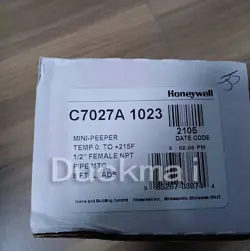 Honeywell
C7027A 1023
2105
DATE CODE
MINI-PEEPER
TEMP 0: TO +215F
1/2" FEMALE NPT
PIPE MTG
Duckmai
Home and Building Control